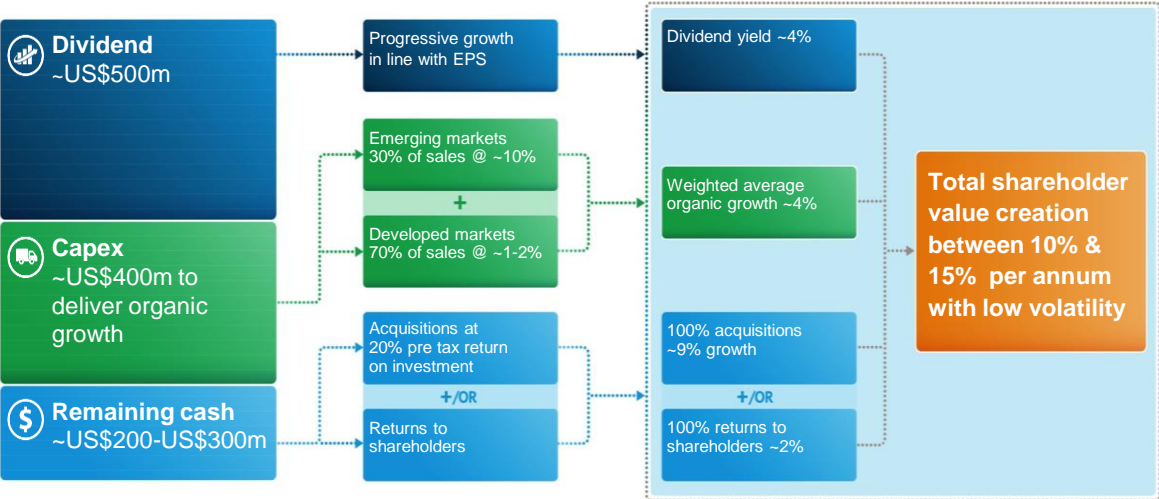 Dividend
~US$500m
Progressive growth
in line with EPS
Dividend yield ~4%
Capex
~US$400m to
deliver organic
growth
Emerging markets
30% of sales @ ~10%
+
Developed markets
70% of sales @ ~1-2%
Weighted average
organic growth ~4%
Remaining cash
~US$200-US$300m
$
Acquisitions at
20% pre tax return
on investment
+/OR
Returns to
shareholders
100% acquisitions
~9% growth
+/OR
100% returns to
shareholders ~2%
Total shareholder
value creation
between 10% &
15% per annum
with low volatility